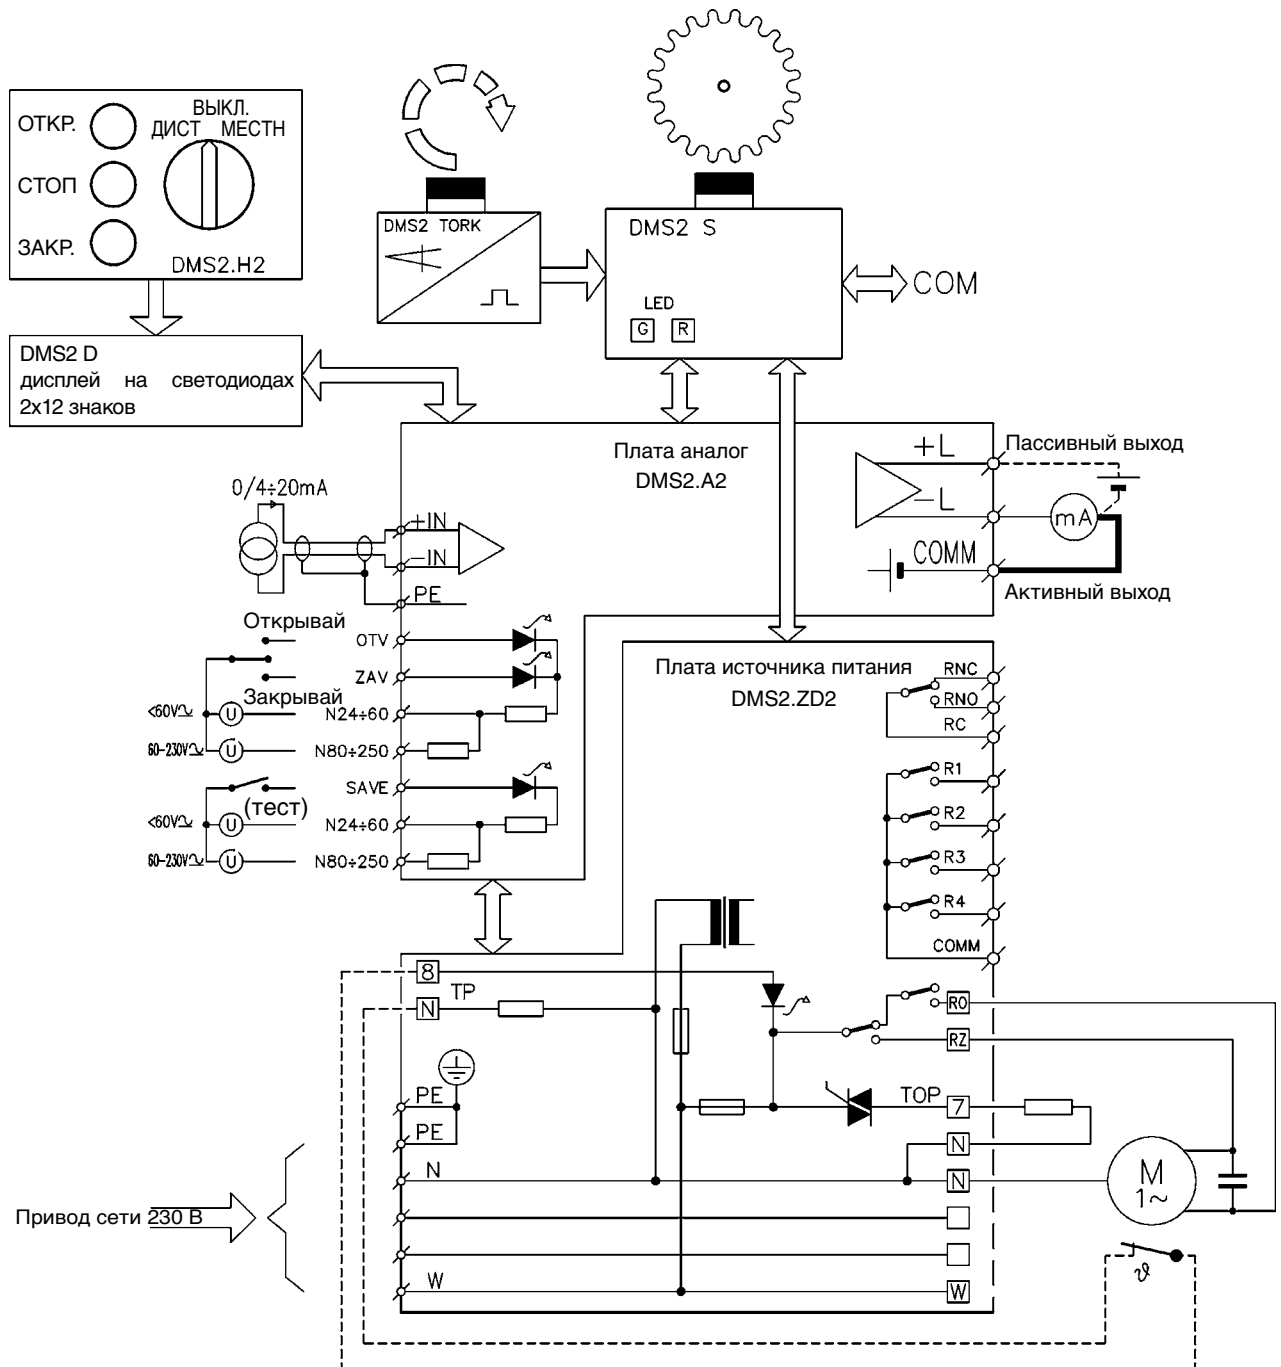 ОТКР.
СТОП
ЗАКР.
ВЫКЛ.
ДИСТ МЕСТН
DMS2.H2
DMS2 D
дисплей на светодиодах
2x12 знаков
DMS2 TORK
DMS2 S
LED
G R
COM
Плата аналог
DMS2.A2
+L
−L
COMM
Пассивный выход
mA
Активный выход
0/4÷20mA
+IN
−IN
PE
Открывай
OTV
ZAV
Закрывай
<60V
U
N24÷60
60–230V
U
N80÷250
SAVE
(тест)
<60V
U
N24÷60
60–230V
U
N80÷250
Плата источника питания
DMS2.ZD2
RNC
RNO
RC
R1
R2
R3
R4
COMM
8
N
TP
RO
RZ
TOP
7
N
N
PE
PE
N
W
W
M
1~
ϑ
Привод сети 230 В